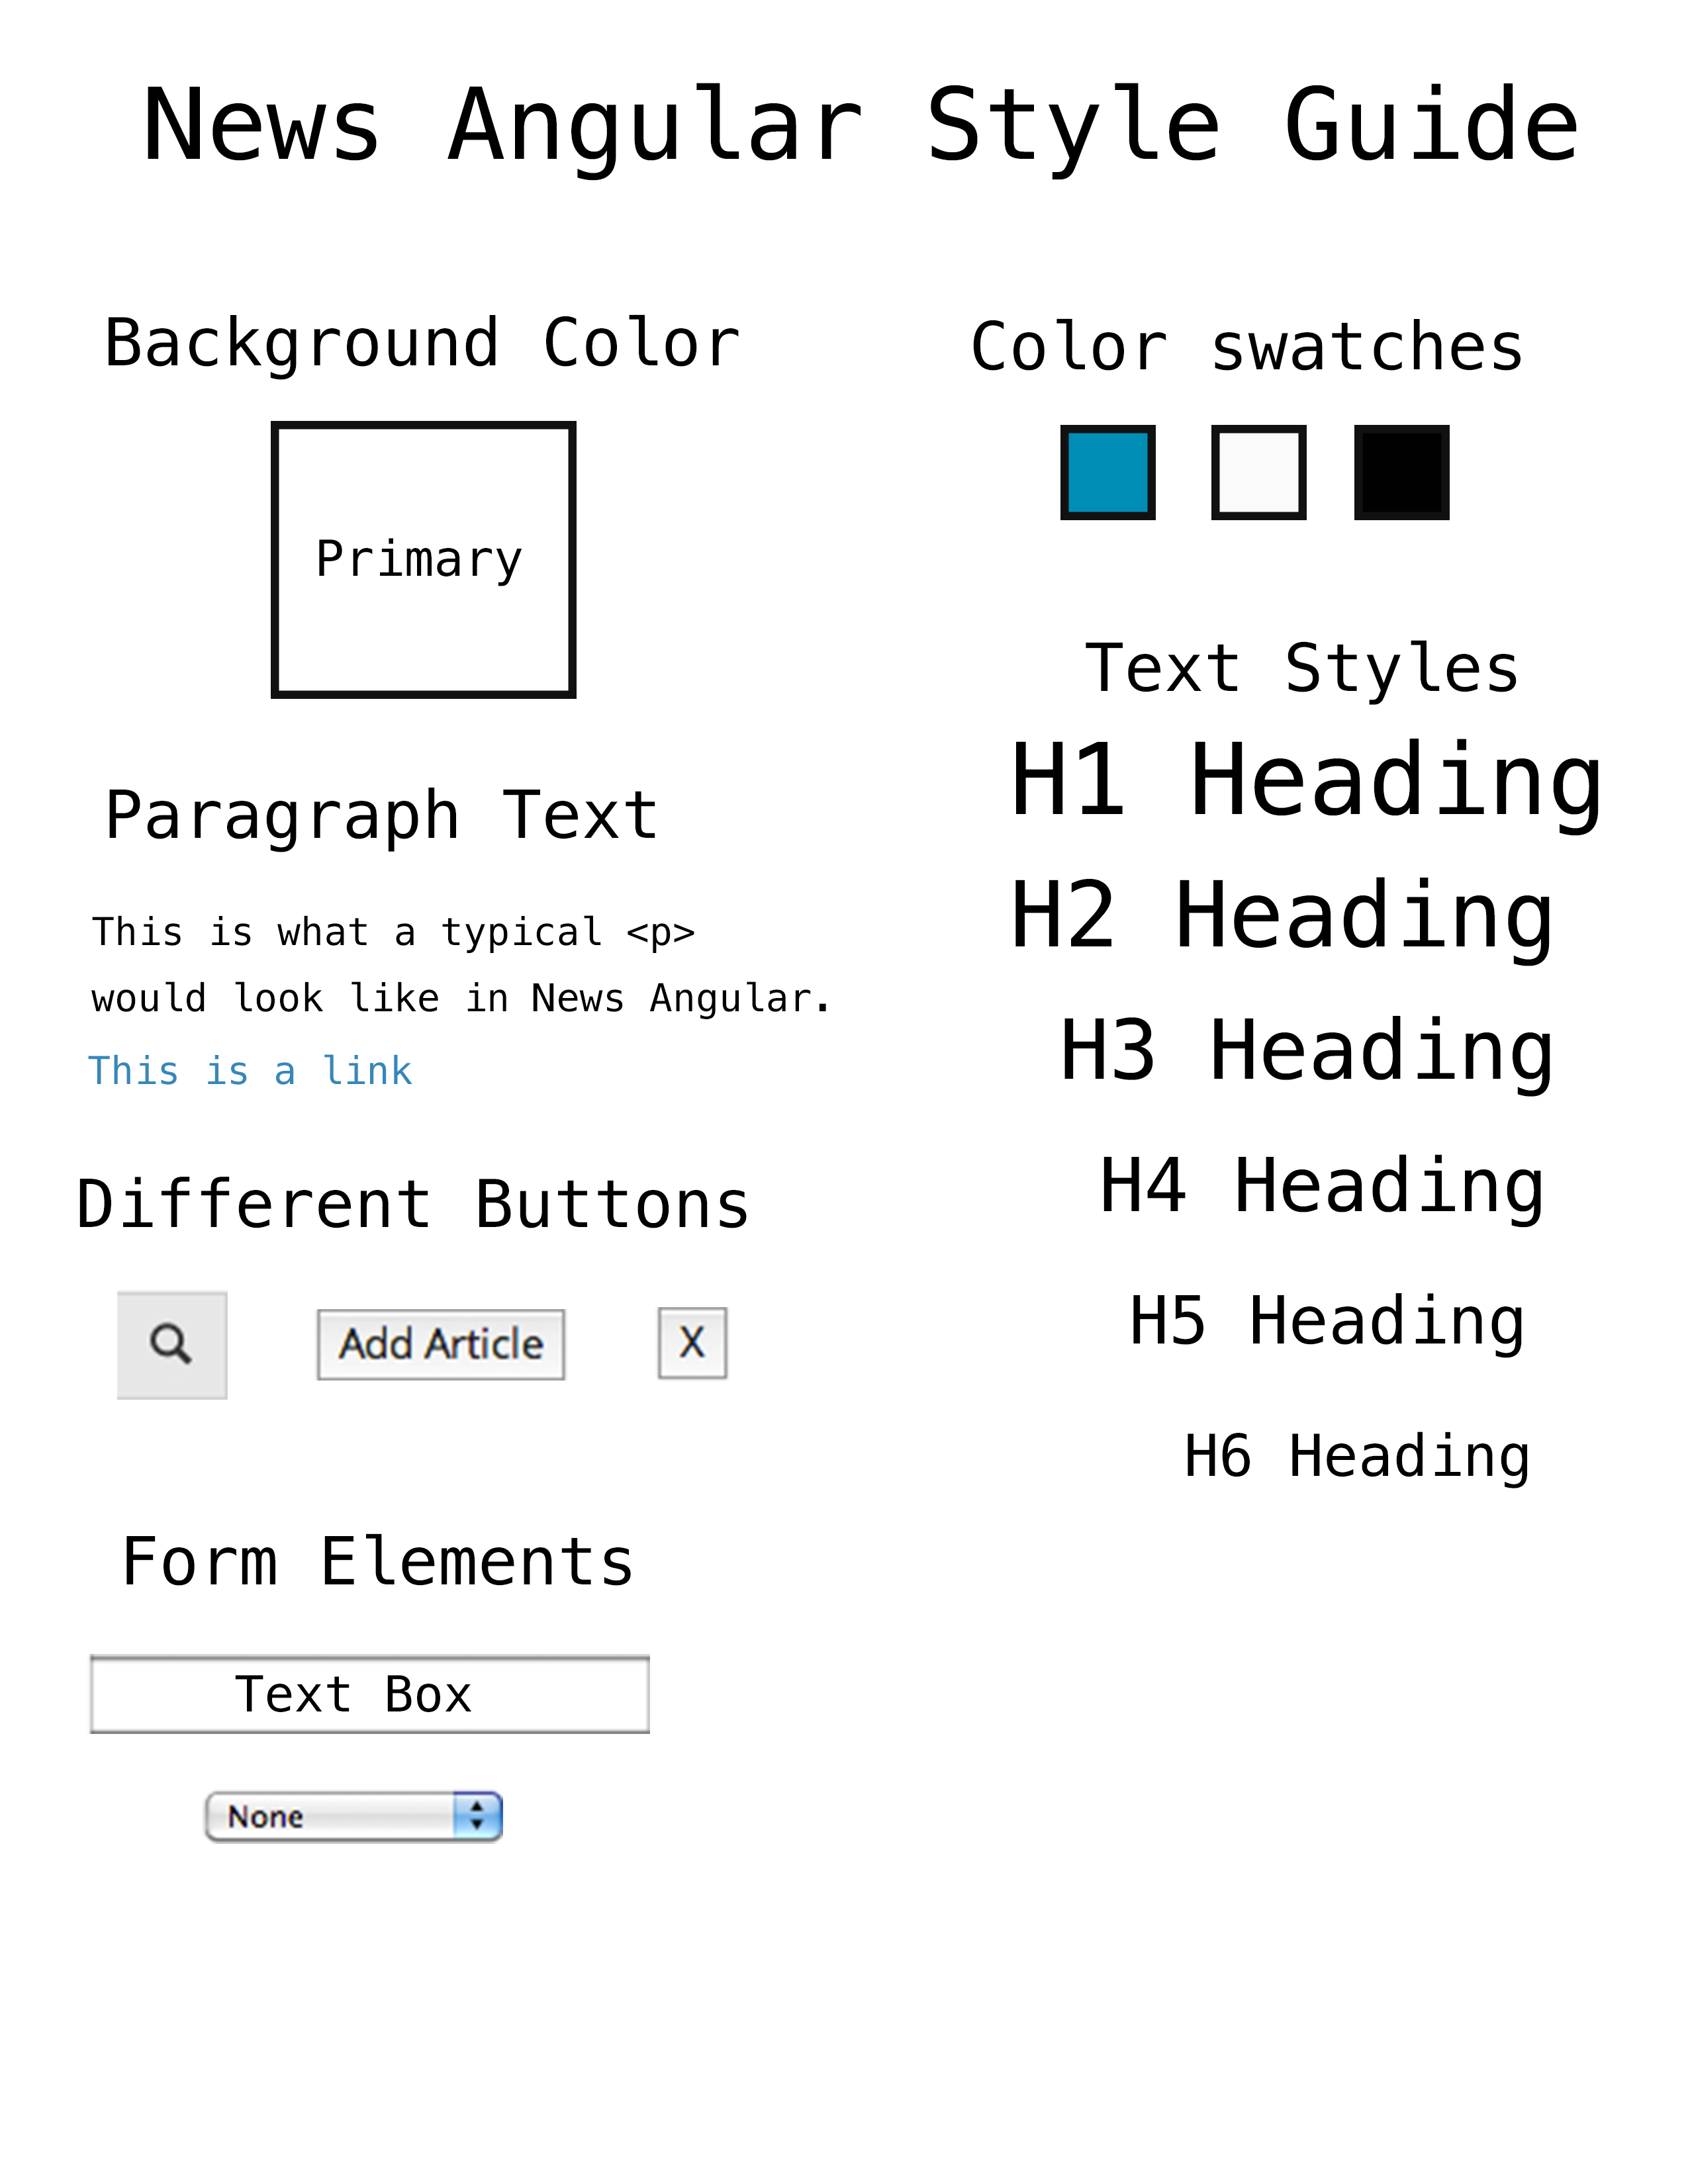 News Angular Style Guide
Background Color
Primary
Paragraph Text
This is what a typical <p>
would look like in News Angular.
This is a link
Different Buttons
Add Article
X
Form Elements
Text Box
None
Color swatches
Text Styles
H1 Heading
H2 Heading
H3 Heading
H4 Heading
H5 Heading
H6 Heading